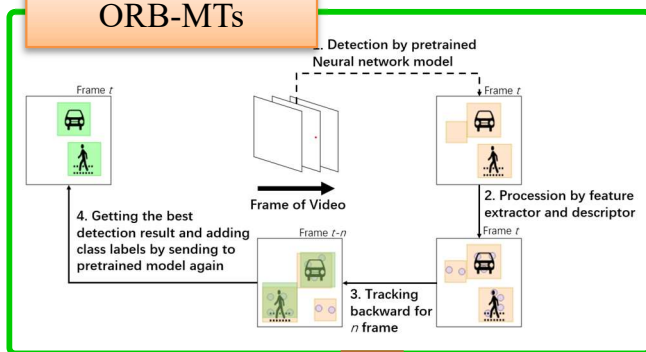 ORB-MTs
. Detection by pretrained
Neural network model
Frame t
Frame t
Frame of Video
2. Procession by feature
extractor and descriptor
4. Getting the best
detection result and adding
class labels by sending to
pretrained model again
Frame t-n
Frame t
3. Tracking
backward for
n frame